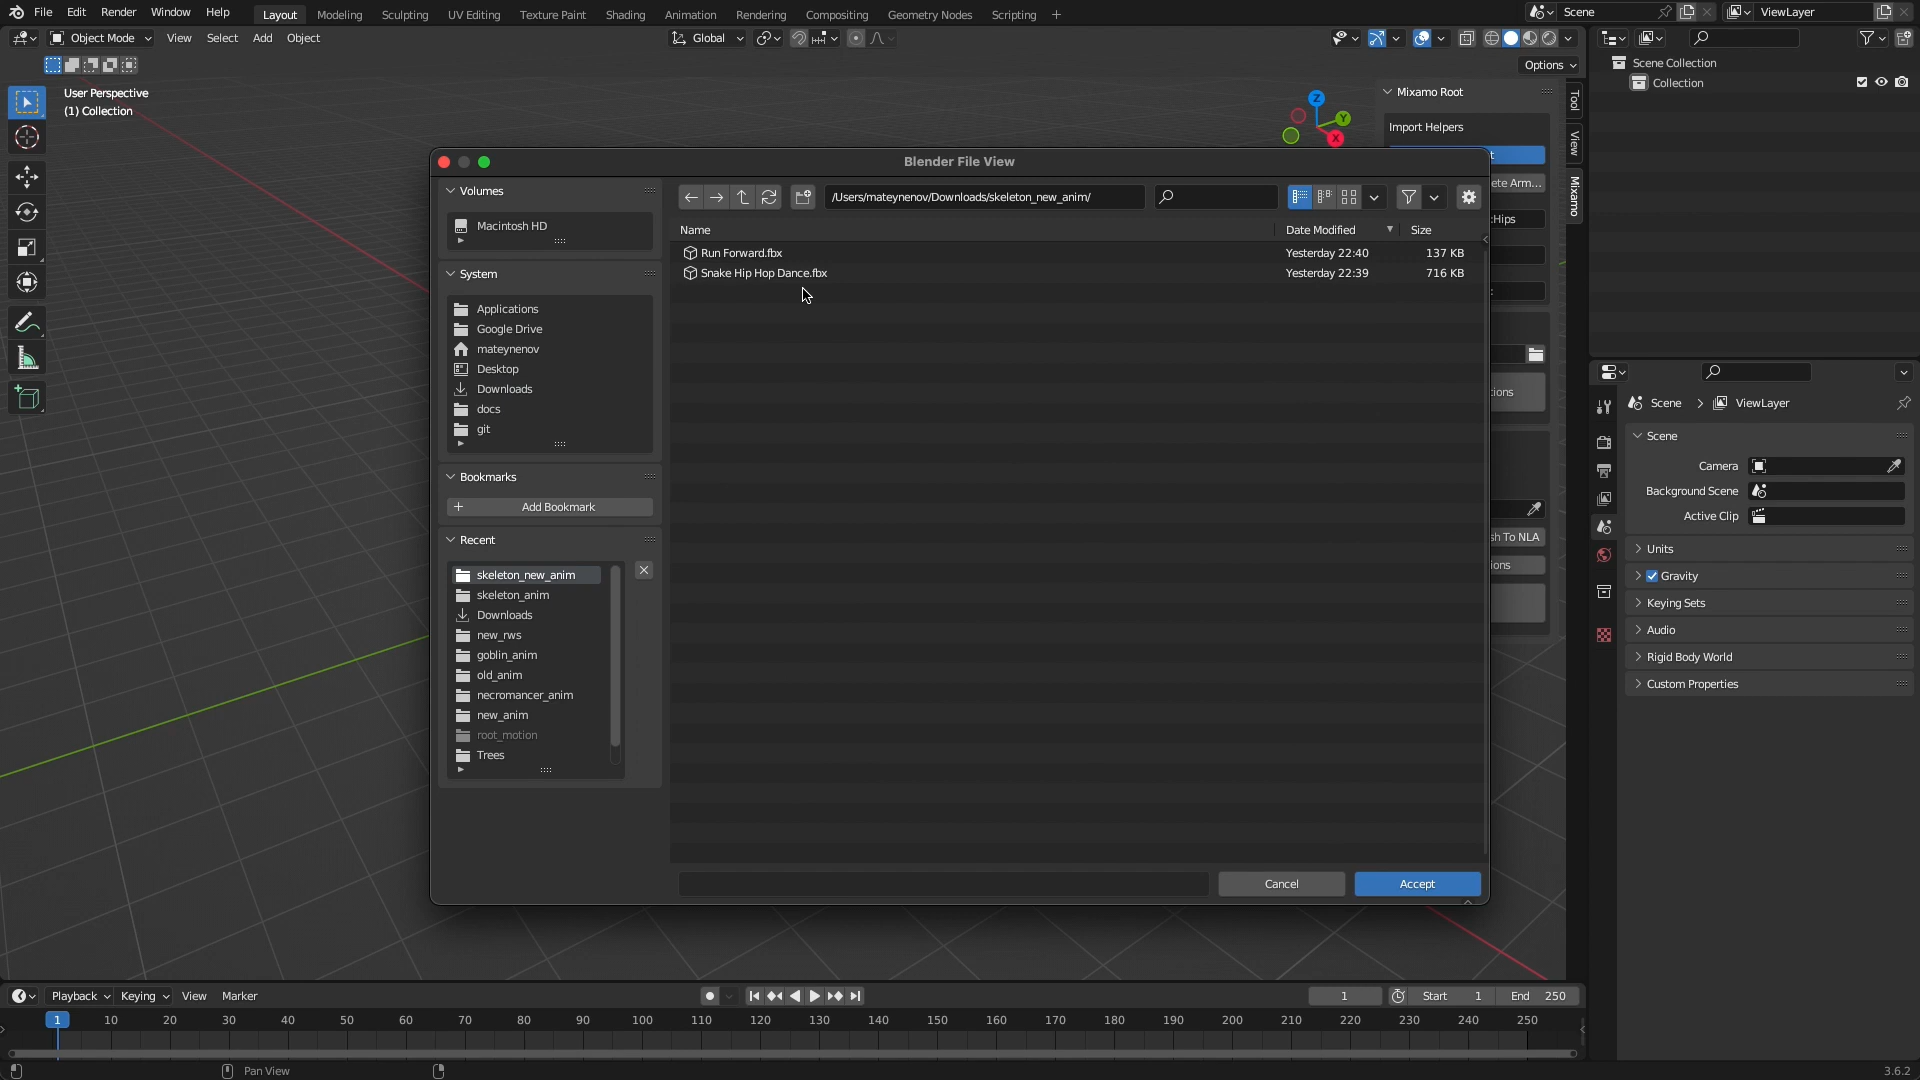 File Edit Render Window Help Layout Modeling Sculpting UV Editing Texture Paint Shading Animation Rendering Compositing Geometry Nodes Scripting + Scene ViewLayer
Object Mode View Select Add Object Global
Options
User Perspective
(1) Collection
Z
Y
X
Mixamo Root
Import Helpers
t
ete Arm...
:Hips
:
tions
sh To NLA
ions
Tool
View
Mixamo
Blender File View
Volumes
Macintosh HD
System
Applications
Google Drive
mateynenov
Desktop
Downloads
docs
git
Bookmarks
+ Add Bookmark
Recent
skeleton_new_anim
skeleton_anim
Downloads
new_rws
goblin_anim
old_anim
necromancer_anim
new_anim
root_motion
Trees
/Users/mateynenov/Downloads/skeleton_new_anim/
Name Date Modified Size
Run Forward.fbx Yesterday 22:40 137 KB
Snake Hip Hop Dance.fbx Yesterday 22:39 716 KB
Cancel Accept
Scene Collection
Collection
Scene > ViewLayer
Scene
Camera
Background Scene
Active Clip
Units
Gravity
Keying Sets
Audio
Rigid Body World
Custom Properties
Playback Keying View Marker 1 Start 1 End 250
1 10 20 30 40 50 60 70 80 90 100 110 120 130 140 150 160 170 180 190 200 210 220 230 240 250
Pan View 3.6.2